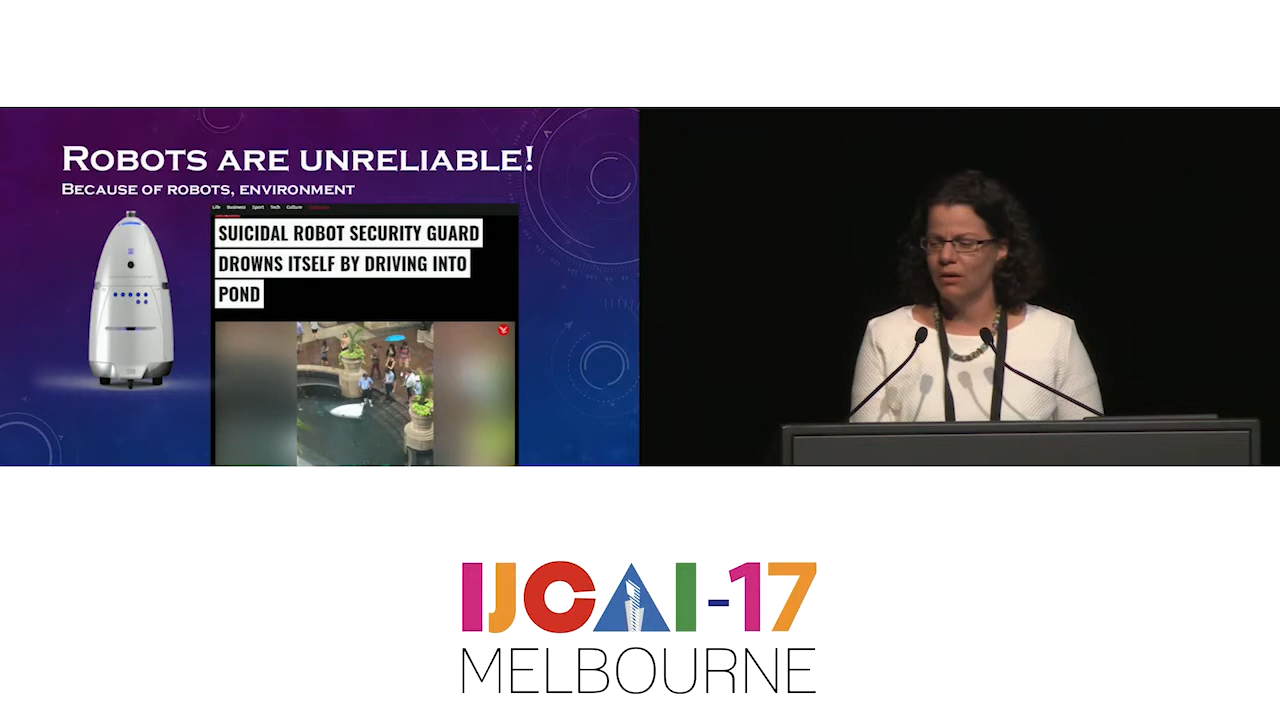 ROBOTS ARE UNRELIABLE!
BECAUSE OF ROBOTS, ENVIRONMENT
Life Business Sport Tech Culture
SUICIDAL ROBOT SECURITY GUARD
DROWNS ITSELF BY DRIVING INTO
POND
IJCAI-17
MELBOURNE